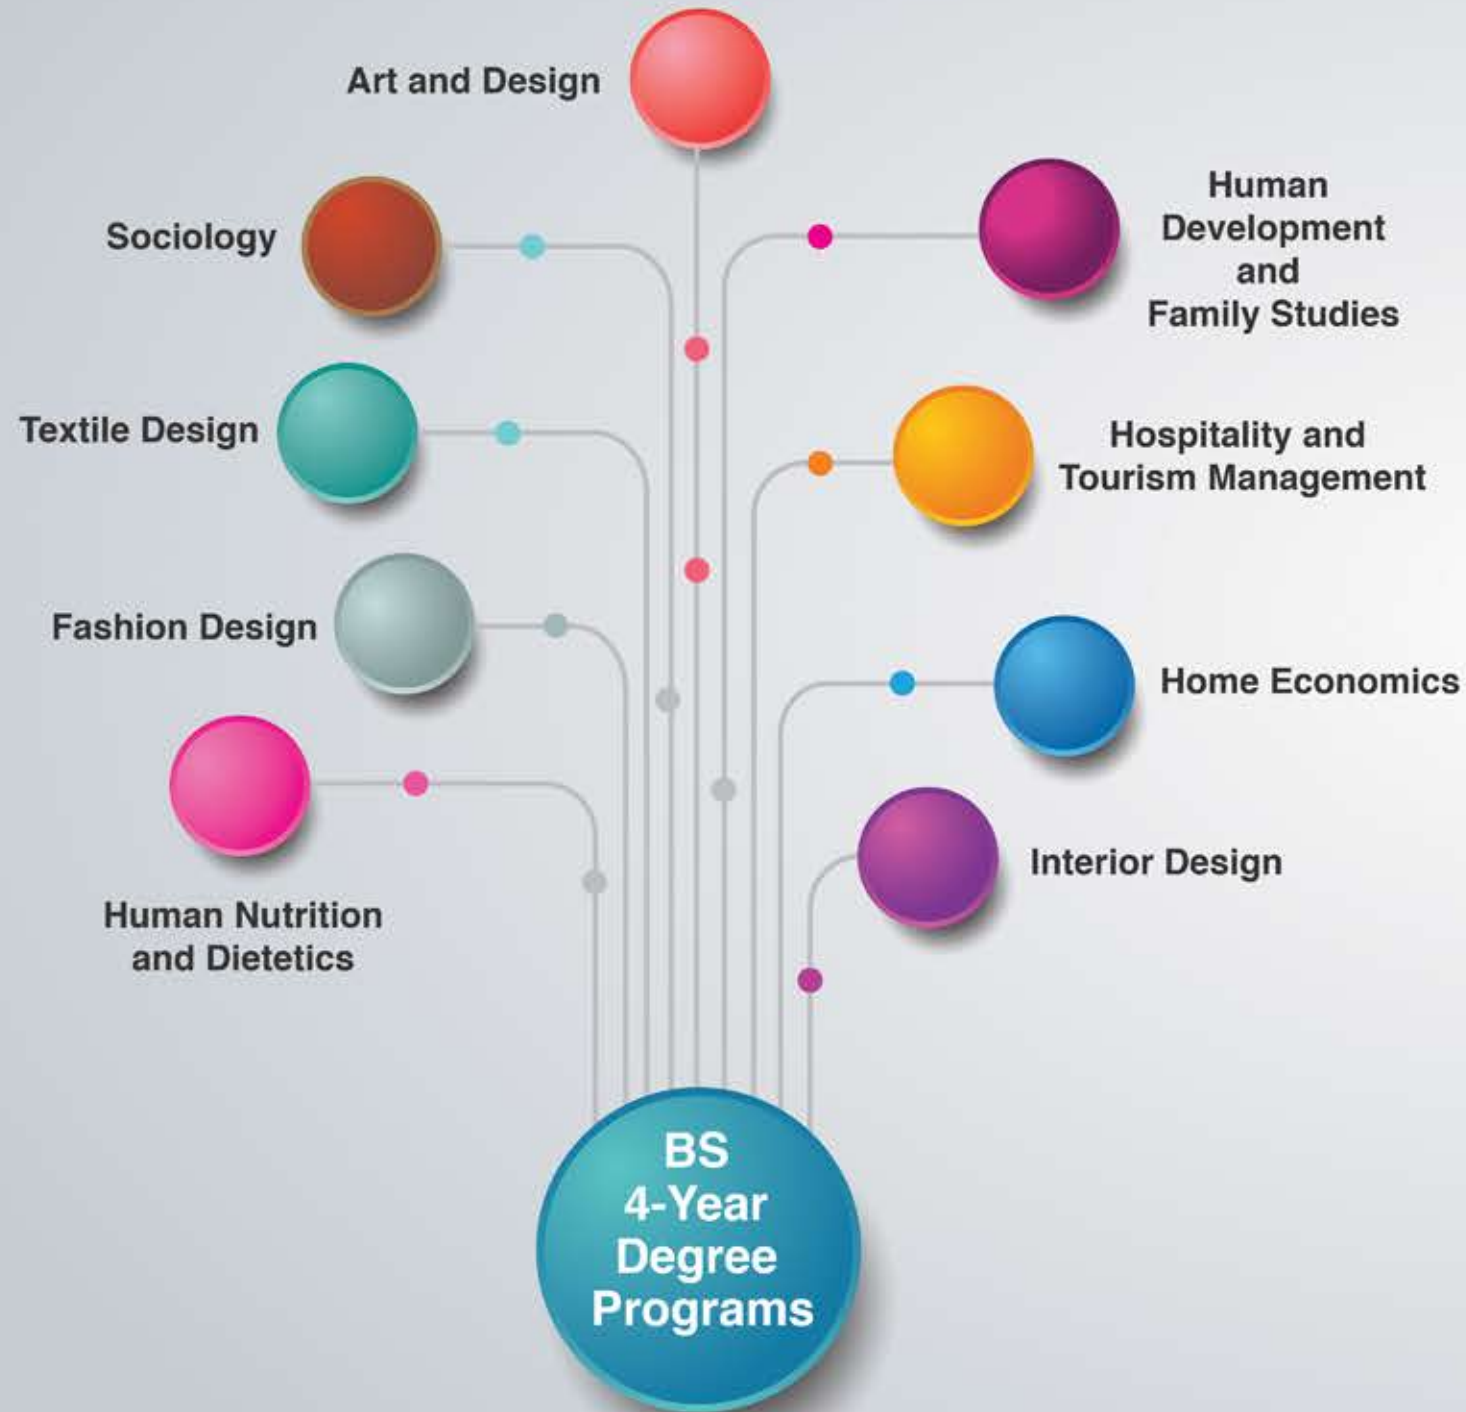 Art and Design
Sociology
Human
Development
and
Family Studies
Textile Design
Hospitality and
Tourism Management
Fashion Design
Home Economics
Human Nutrition
and Dietetics
Interior Design
BS
4-Year
Degree
Programs